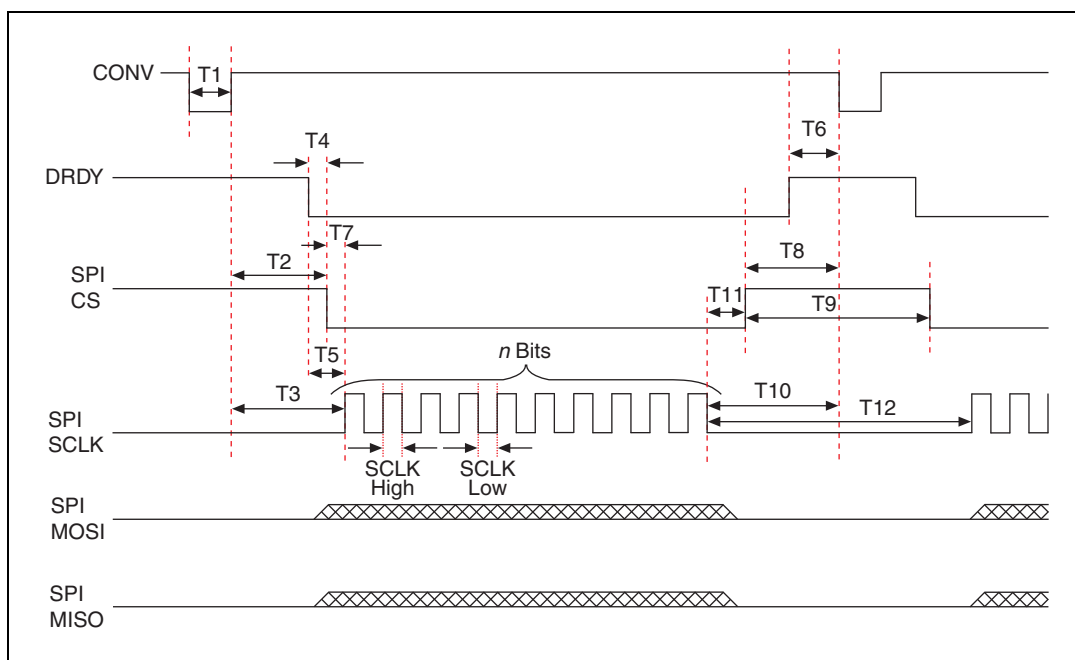 CONV
T1
T6
T4
DRDY
T7
T2
T8
SPI
CS
T11
T9
T5
n Bits
T3
T10
T12
SPI
SCLK
SCLK
High
SCLK
Low
SPI
MOSI
SPI
MISO